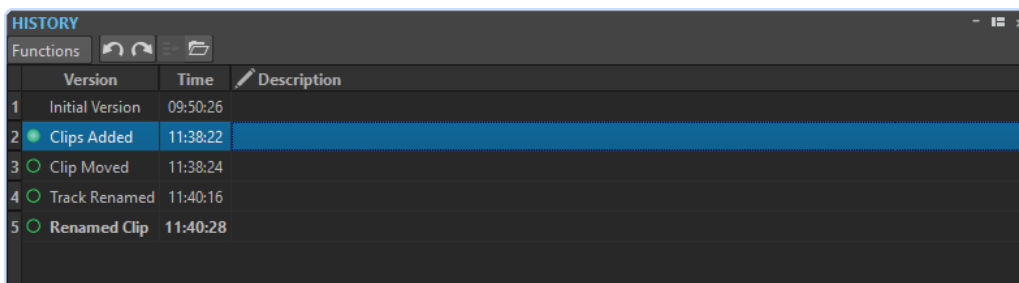 HISTORY
Functions
Version Time Description
1 Initial Version 09:50:26
2 Clips Added 11:38:22
3 Clip Moved 11:38:24
4 Track Renamed 11:40:16
5 Renamed Clip 11:40:28